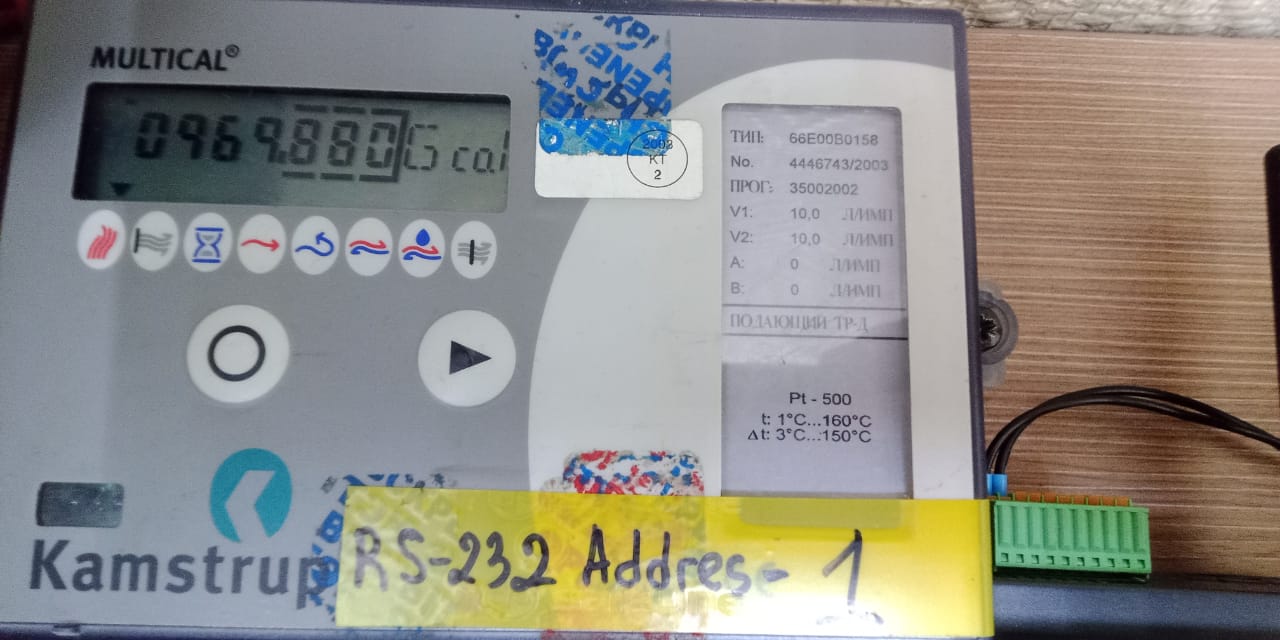 MULTICAL®
0969.880 Gcal
2003
КТ
2
ТИП: 66E00B0158
No. 4446743/2003
ПРОГ: 35002002
V1: 10,0 Л/ИМП
V2: 10,0 Л/ИМП
A: 0 Л/ИМП
B: 0 Л/ИМП
ПОДАЮЩИЙ ТР-Д
Pt - 500
t: 1°C...160°C
Δt: 3°C...150°C
Kamstrup
RS-232 Addres- 1